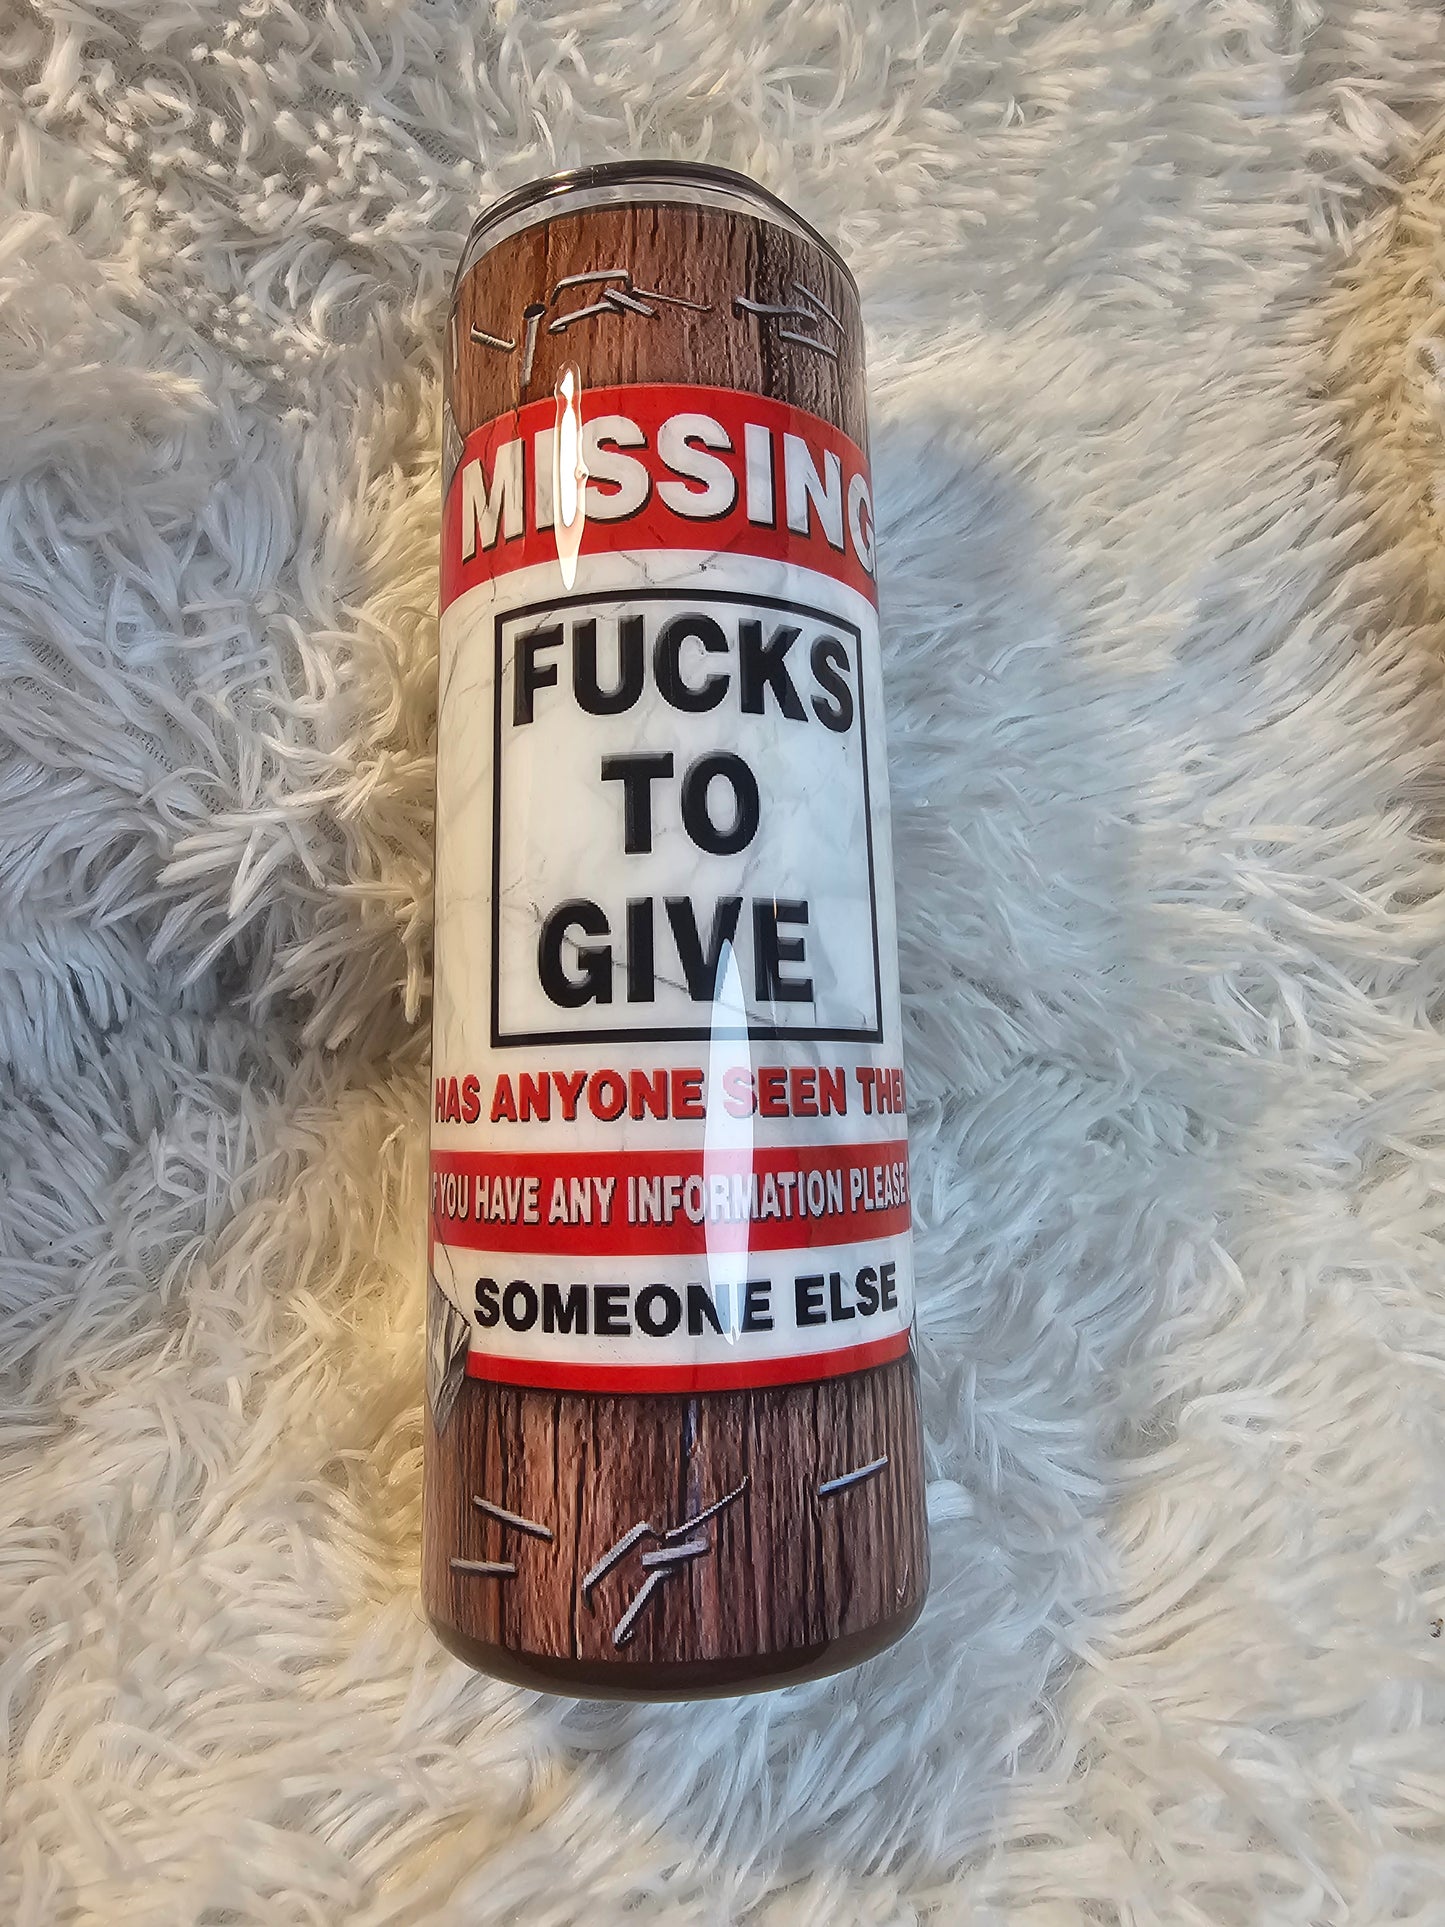 MISSING
FUCKS
TO
GIVE
HAS ANYONE SEEN
YOU HAVE ANY INFORMATION PLEASE
SOMEONE ELSE